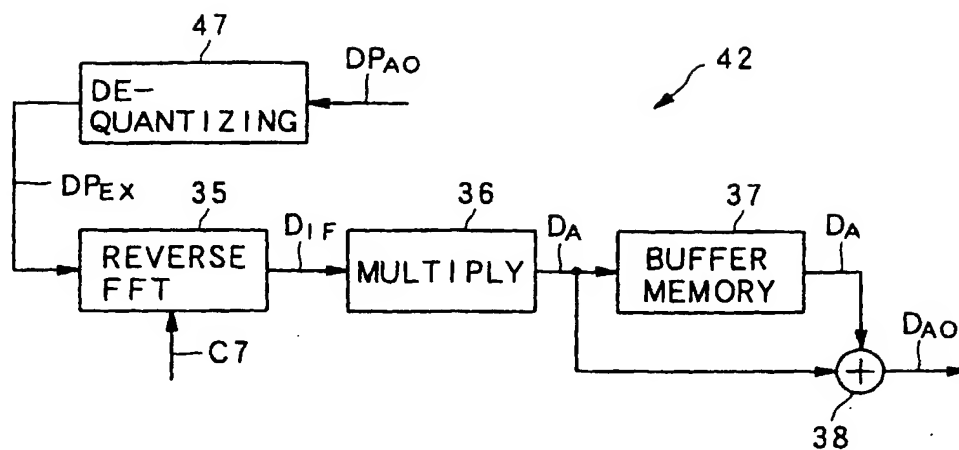 47
DE-
QUANTIZING
DPAO
42
DPEX
35
REVERSE
FFT
DIF
36
MULTIPLY
DA
37
BUFFER
MEMORY
DA
DAO
C7
+
38